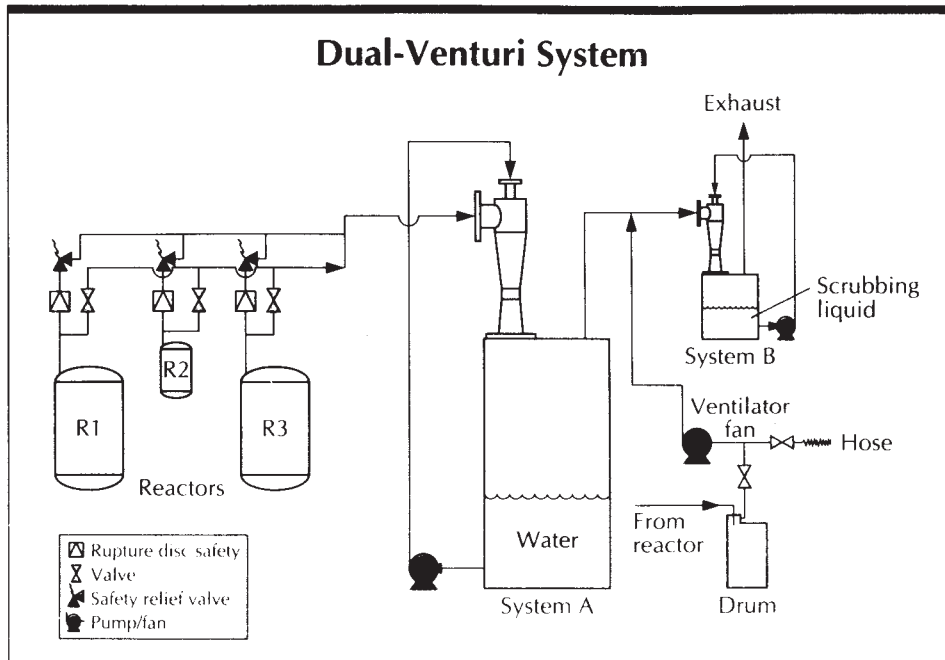 Dual-Venturi System
Exhaust
Scrubbing
liquid
System B
R1
R2
R3
Reactors
Ventilator
fan
Hose
From
reactor
Drum
Water
System A
Rupture disc safety
Valve
Safety relief valve
Pump/fan